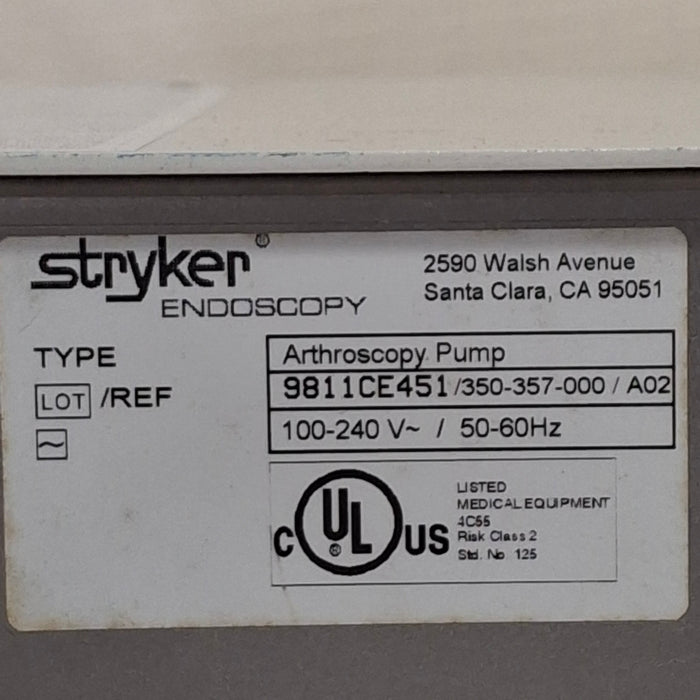 stryker®
ENDOSCOPY
2590 Walsh Avenue
Santa Clara, CA 95051
TYPE
Arthroscopy Pump
LOT /REF
9811CE451/350-357-000 / A02
~
100-240 V~ / 50-60Hz
C UL® US
LISTED
MEDICAL EQUIPMENT
4C55
Risk Class 2
Std. No. 125